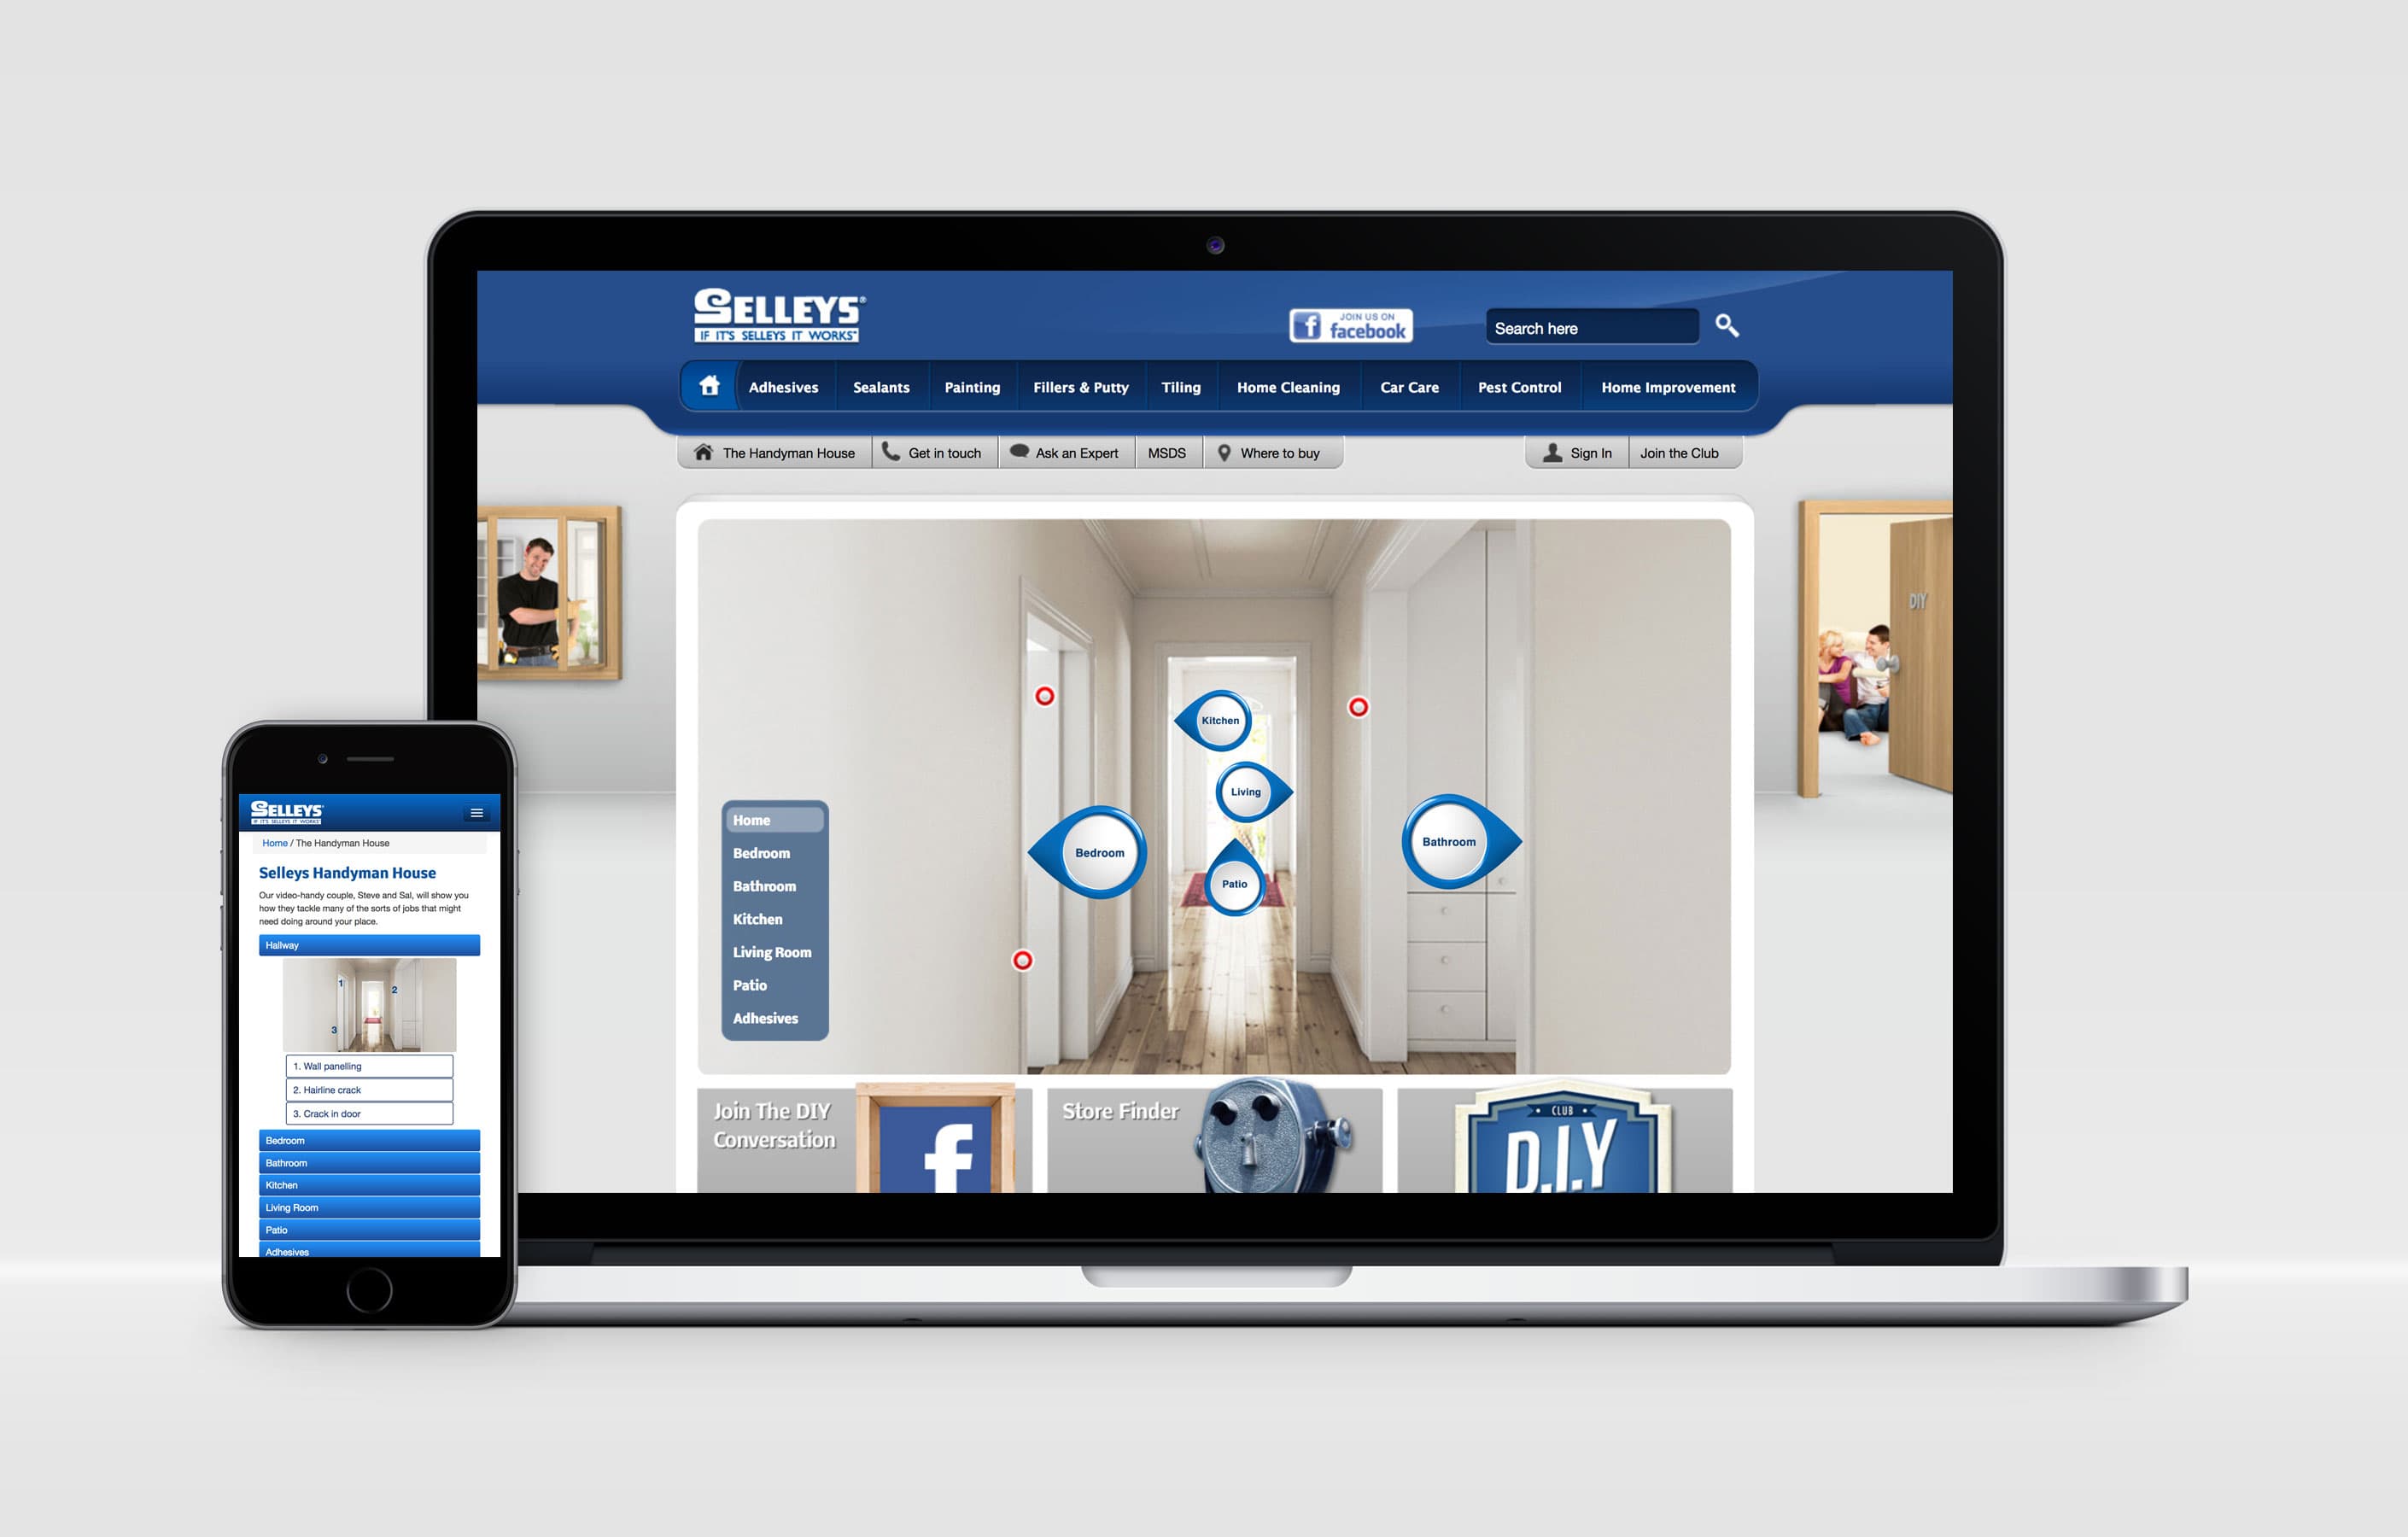 SELLEYS®
IF IT'S SELLEYS IT WORKS™
JOIN US ON
facebook
Search here
Adhesives
Sealants
Painting
Fillers & Putty
Tiling
Home Cleaning
Car Care
Pest Control
Home Improvement
The Handyman House
Get in touch
Ask an Expert
MSDS
Where to buy
Sign In
Join the Club
DIY
Kitchen
Living
Bedroom
Bathroom
Patio
Home
Bedroom
Bathroom
Kitchen
Living Room
Patio
Adhesives
Join The DIY
Conversation
f
Store Finder
• CLUB •
D.I.Y
SELLEYS
IF IT'S SELLEYS IT WORKS
Home / The Handyman House
Selleys Handyman House
Our video-handy couple, Steve and Sal, will show you
how they tackle many of the sorts of jobs that might
need doing around your place.
Hallway
1
2
3
1. Wall panelling
2. Hairline crack
3. Crack in door
Bedroom
Bathroom
Kitchen
Living Room
Patio
Adhesives